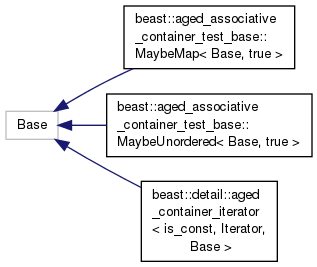 beast::aged_associative
_container_test_base::
MaybeMap< Base, true >
Base
beast::aged_associative
_container_test_base::
MaybeUnordered< Base, true >
beast::detail::aged
_container_iterator
< is_const, Iterator,
Base >